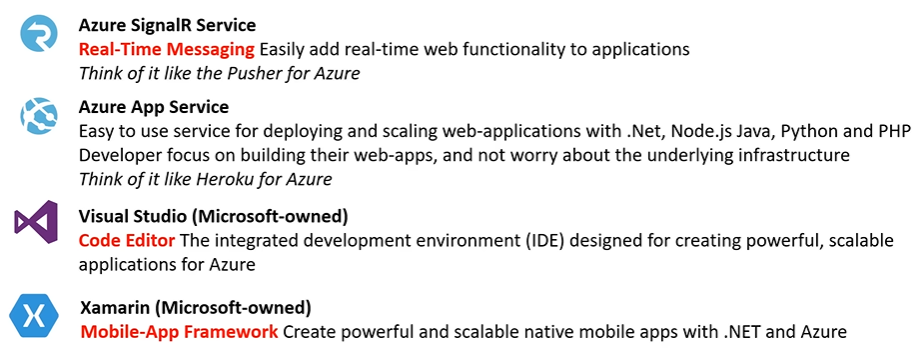 Azure SignalR Service
Real-Time Messaging Easily add real-time web functionality to applications
Think of it like the Pusher for Azure
Azure App Service
Easy to use service for deploying and scaling web-applications with .Net, Node.js Java, Python and PHP
Developer focus on building their web-apps, and not worry about the underlying infrastructure
Think of it like Heroku for Azure
Visual Studio (Microsoft-owned)
Code Editor The integrated development environment (IDE) designed for creating powerful, scalable
applications for Azure
Xamarin (Microsoft-owned)
Mobile-App Framework Create powerful and scalable native mobile apps with .NET and Azure